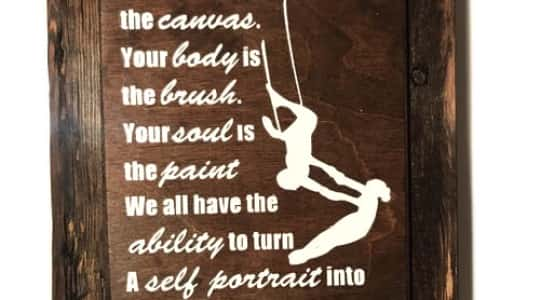 the canvas.
Your body is
the brush.
Your soul is
the paint
We all have the
ability to turn
A self portrait into